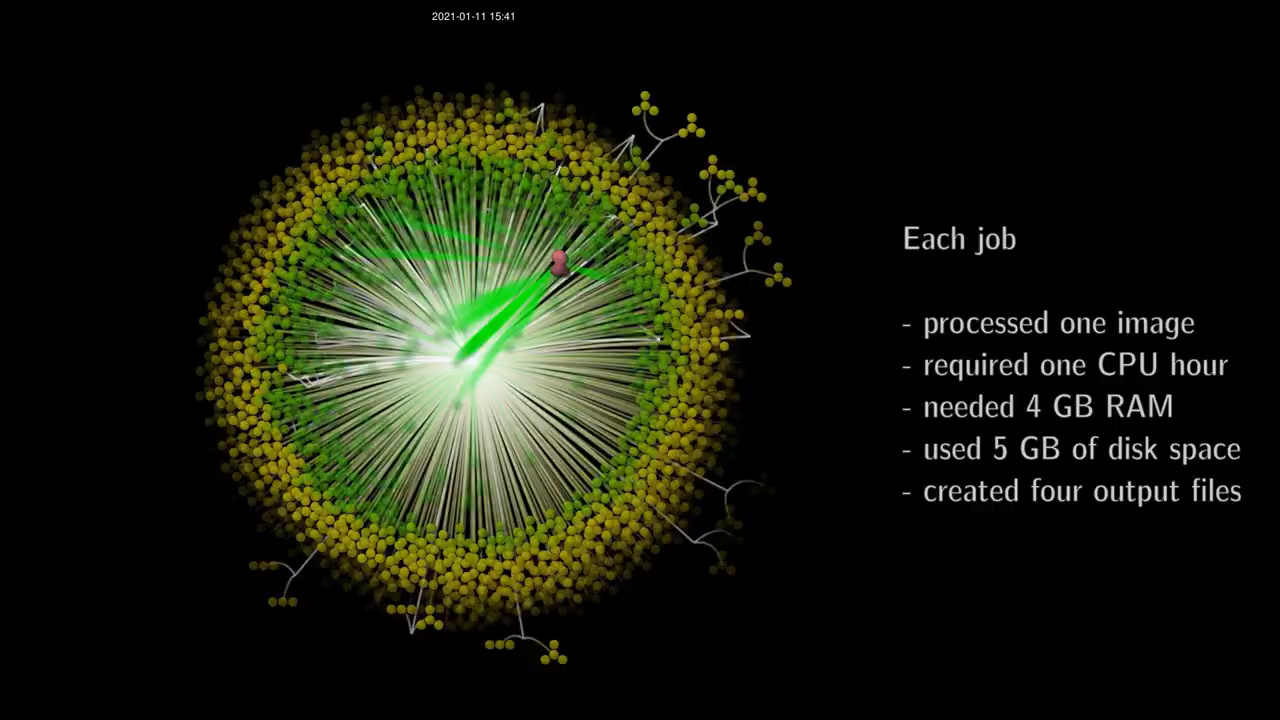 2021-01-11 15:41
Each job
- processed one image
- required one CPU hour
- needed 4 GB RAM
- used 5 GB of disk space
- created four output files